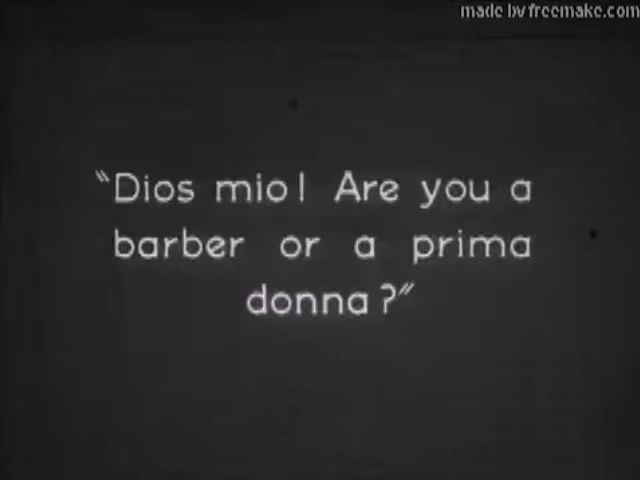 made by freemake.com
"Dios mio! Are you a
barber or a prima
donna?"